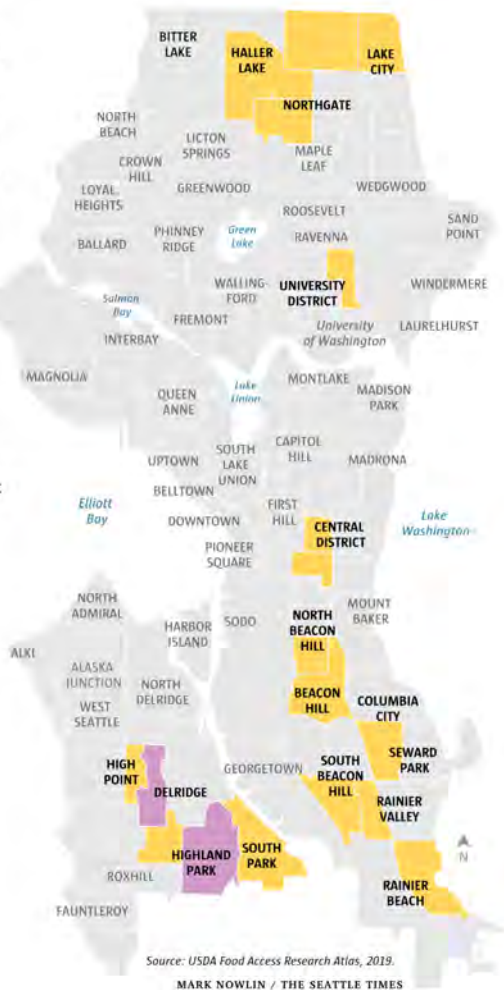 BITTER
LAKE
HALLER
LAKE
LAKE
CITY
NORTHGATE
NORTH
BEACH
LICTON
SPRINGS
MAPLE
LEAF
CROWN
HILL
LOYAL
HEIGHTS
GREENWOOD
WEDGWOOD
ROOSEVELT
SAND
POINT
BALLARD
PHINNEY
RIDGE
Green
Lake
RAVENNA
WALLING-
FORD
UNIVERSITY
DISTRICT
WINDERMERE
Salmon
Bay
FREMONT
University
of Washington
LAURELHURST
INTERBAY
MAGNOLIA
QUEEN
ANNE
Lake
Union
MONTLAKE
MADISON
PARK
UPTOWN
SOUTH
LAKE
UNION
CAPITOL
HILL
MADRONA
BELLTOWN
Elliott
Bay
DOWNTOWN
FIRST
HILL
CENTRAL
DISTRICT
Lake
Washington
PIONEER
SQUARE
NORTH
ADMIRAL
HARBOR
ISLAND
SODO
NORTH
BEACON
HILL
MOUNT
BAKER
ALKI
ALASKA
JUNCTION
WEST
SEATTLE
NORTH
DELRIDGE
BEACON
HILL
COLUMBIA
CITY
HIGH
POINT
DELRIDGE
GEORGETOWN
SOUTH
BEACON
HILL
SEWARD
PARK
RAINIER
VALLEY
HIGHLAND
PARK
SOUTH
PARK
N
ROXHILL
RAINIER
BEACH
FAUNTLEROY
Source: USDA Food Access Research Atlas, 2019.
MARK NOWLIN / THE SEATTLE TIMES